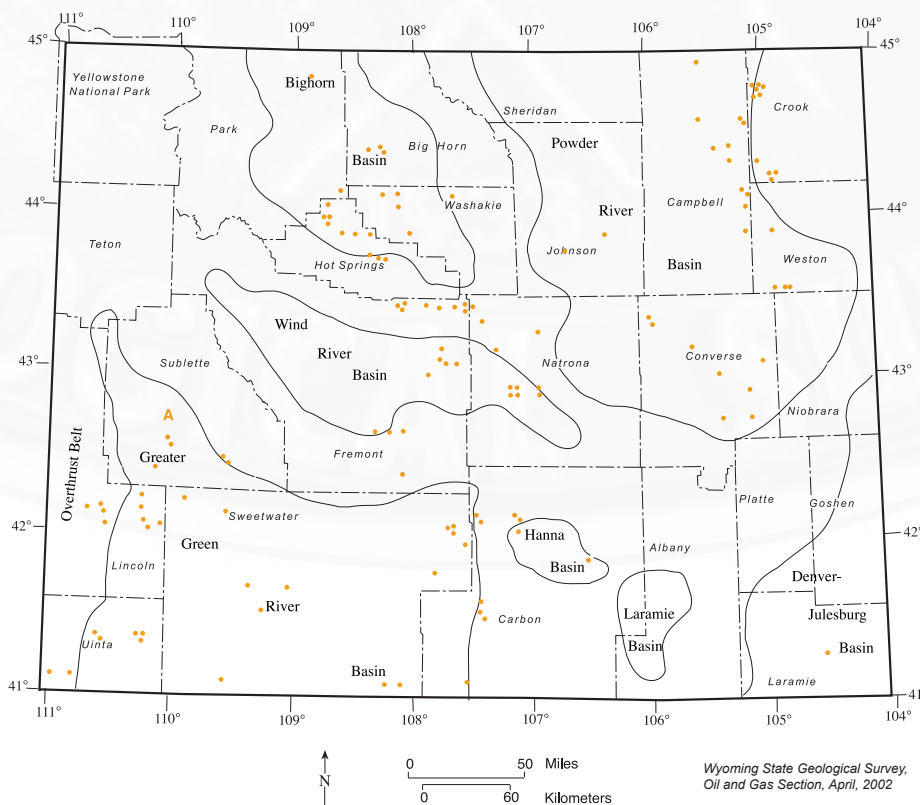 111°
110°
109°
108°
107°
106°
105°
104°
45°
45°
Yellowstone
National Park
Bighorn
Sheridan
Crook
Park
Powder
Big Horn
Basin
44°
44°
Washakie
Campbell
River
Teton
Johnson
Weston
Hot Springs
Basin
Wind
43°
Sublette
River
Natrona
Converse
43°
Basin
A
Niobrara
Overthrust Belt
Greater
Fremont
Platte
Goshen
42°
Sweetwater
42°
Green
Hanna
Albany
Lincoln
Basin
Denver-
River
Carbon
Laramie
Julesburg
Uinta
Basin
Basin
Basin
Laramie
41°
41
111°
110°
109°
108°
107°
106°
105°
104°
0 50 Miles
N
0 60 Kilometers
Wyoming State Geological Survey,
Oil and Gas Section, April, 2002